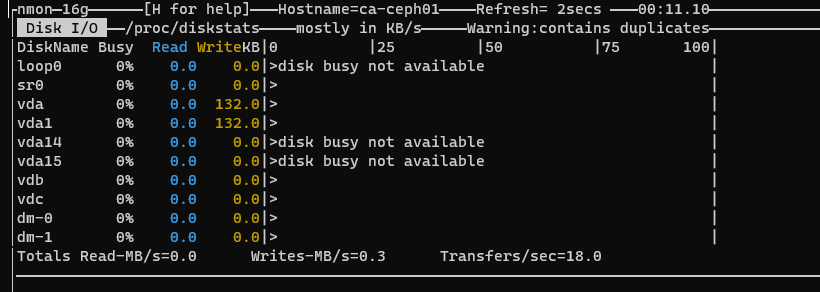 nmon-16g [H for help] Hostname=ca-ceph01 Refresh= 2secs 00:11.10
Disk I/O /proc/diskstats mostly in KB/s Warning:contains duplicates
DiskName Busy Read WriteKB|0 |25 |50 |75 100|
loop0 0% 0.0 0.0|>disk busy not available |
sr0 0% 0.0 0.0|> |
vda 0% 0.0 132.0|> |
vda1 0% 0.0 132.0|> |
vda14 0% 0.0 0.0|>disk busy not available |
vda15 0% 0.0 0.0|>disk busy not available |
vdb 0% 0.0 0.0|> |
vdc 0% 0.0 0.0|> |
dm-0 0% 0.0 0.0|> |
dm-1 0% 0.0 0.0|> |
Totals Read-MB/s=0.0 Writes-MB/s=0.3 Transfers/sec=18.0